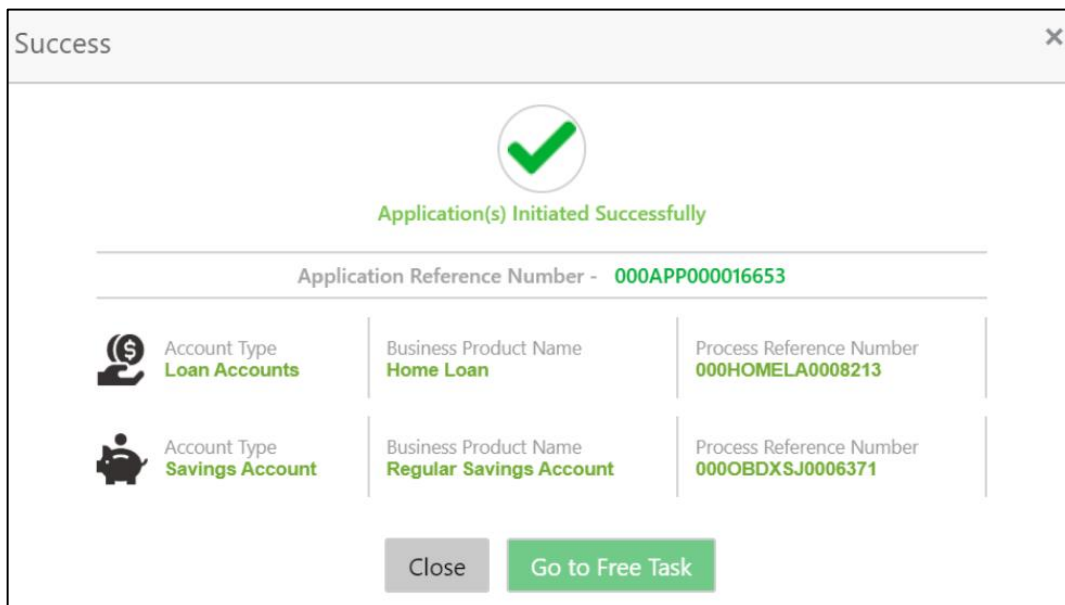 Success
Application(s) Initiated Successfully
Application Reference Number - 000APP000016653
Account Type Business Product Name Process Reference Number
Loan Accounts Home Loan 000HOMELA0008213
Account Type Business Product Name Process Reference Number
Savings Account Regular Savings Account 000OBDXSJ0006371
Close Go to Free Task